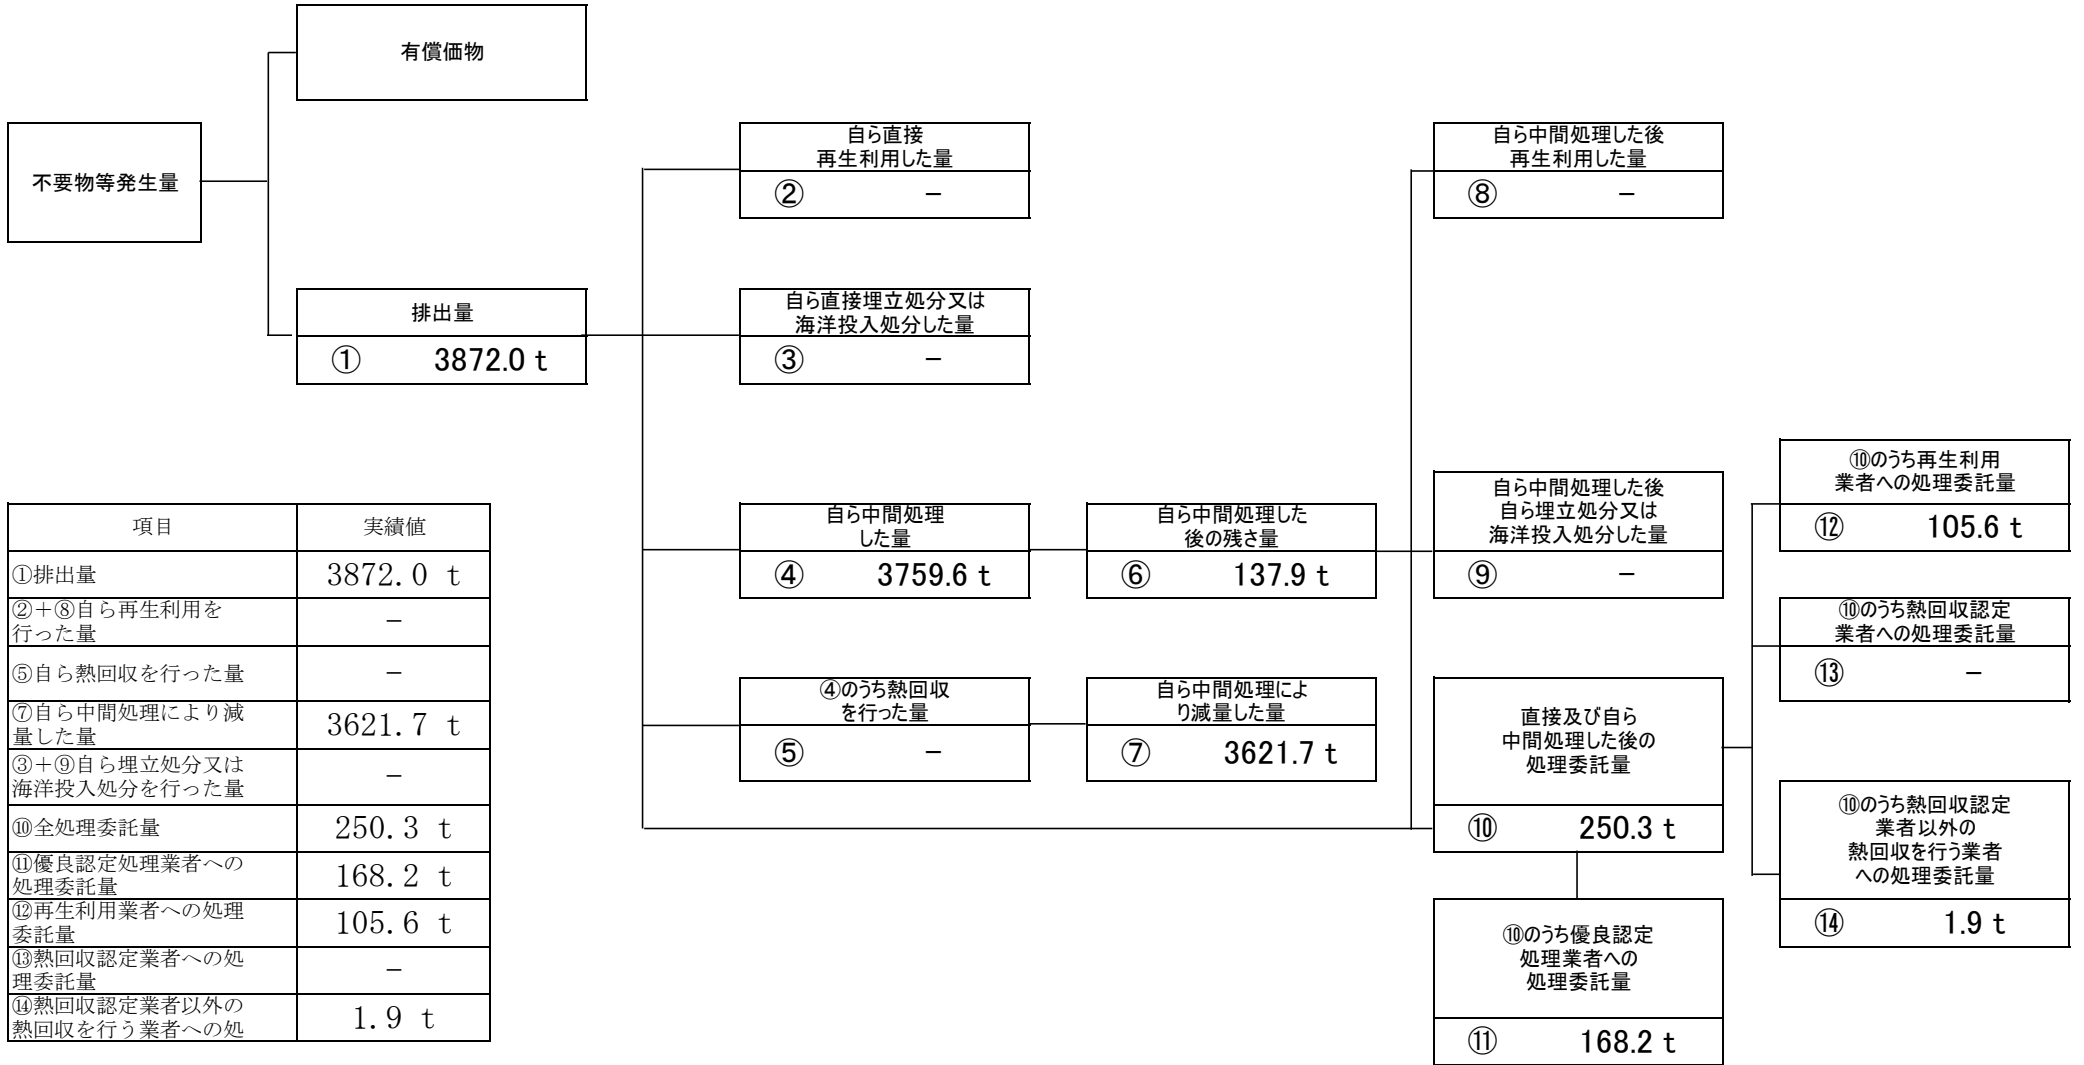 有償価物
不要物等発生量
排出量
① 3872.0 t
自ら直接
再生利用した量
② −
自ら直接埋立処分又は
海洋投入処分した量
③ −
自ら中間処理
した量
④ 3759.6 t
④のうち熱回収
を行った量
⑤ −
自ら中間処理した
後の残さ量
⑥ 137.9 t
自ら中間処理によ
り減量した量
⑦ 3621.7 t
自ら中間処理した後
再生利用した量
⑧ −
自ら中間処理した後
自ら埋立処分又は
海洋投入処分した量
⑨ −
直接及び自ら
中間処理した後の
処理委託量
⑩ 250.3 t
⑩のうち優良認定
処理業者への
処理委託量
⑪ 168.2 t
⑩のうち再生利用
業者への処理委託量
⑫ 105.6 t
⑩のうち熱回収認定
業者への処理委託量
⑬ −
⑩のうち熱回収認定
業者以外の
熱回収を行う業者
への処理委託量
⑭ 1.9 t
項目 実績値
①排出量 3872.0 t
②+⑧自ら再生利用を
行った量 −
⑤自ら熱回収を行った量 −
⑦自ら中間処理により減
量した量 3621.7 t
③+⑨自ら埋立処分又は
海洋投入処分を行った量 −
⑩全処理委託量 250.3 t
⑪優良認定処理業者への
処理委託量 168.2 t
⑫再生利用業者への処理
委託量 105.6 t
⑬熱回収認定業者への処
理委託量 −
⑭熱回収認定業者以外の
熱回収を行う業者への処 1.9 t